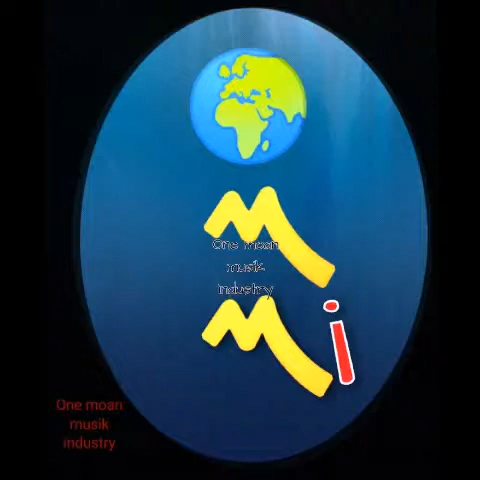 M
One moan
musik
industry
M i
One moan
musik
industry